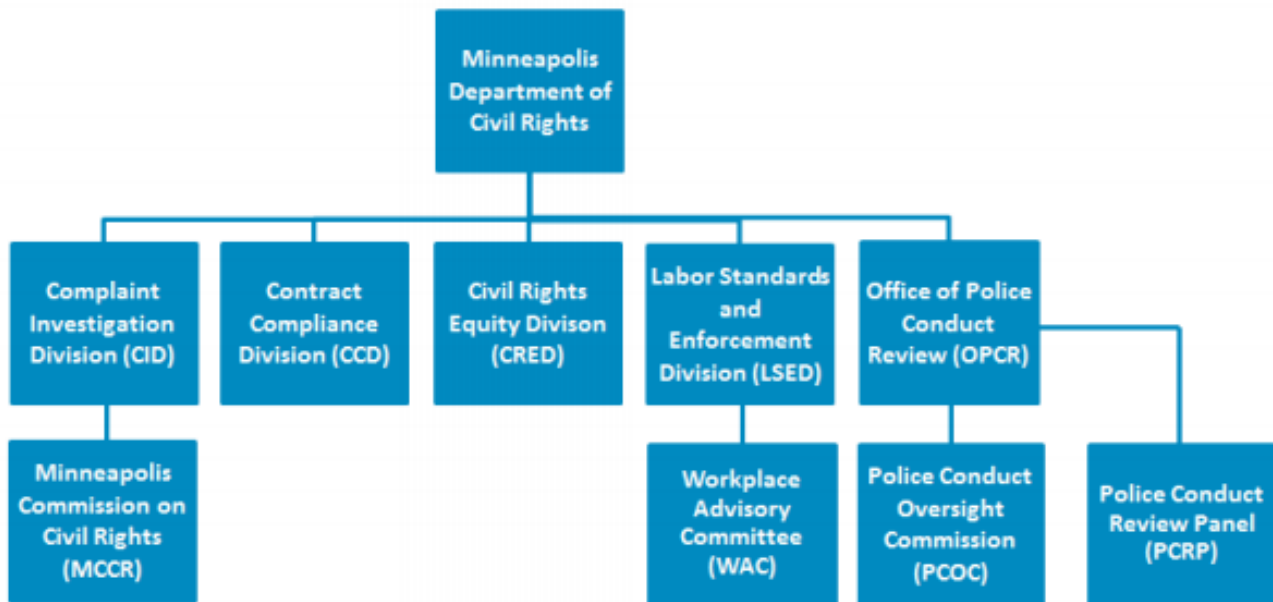 Minneapolis
Department of
Civil Rights
Complaint
Investigation
Division (CID)
Contract
Compliance
Division (CCD)
Civil Rights
Equity Divison
(CRED)
Labor Standards
and
Enforcement
Division (LSED)
Office of Police
Conduct
Review (OPCR)
Minneapolis
Commission on
Civil Rights
(MCCR)
Workplace
Advisory
Committee
(WAC)
Police Conduct
Oversight
Commission
(PCOC)
Police Conduct
Review Panel
(PCRP)